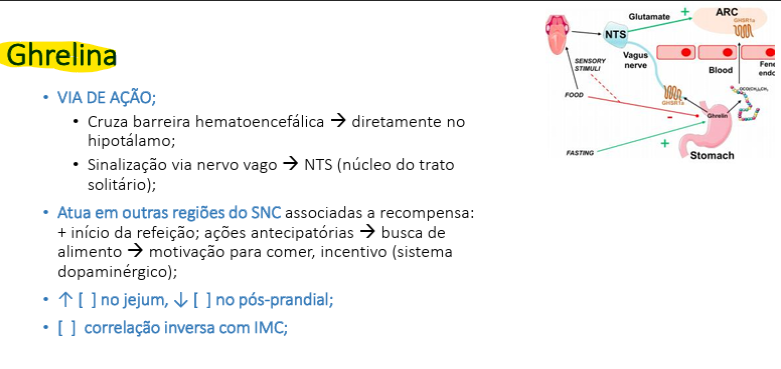 Ghrelina
• VIA DE AÇÃO;
• Cruza barreira hematoencefálica → diretamente no
hipotálamo;
• Sinalização via nervo vago → NTS (núcleo do trato
solitário);
• Atua em outras regiões do SNC associadas a recompensa:
+ início da refeição; ações antecipatórias → busca de
alimento → motivação para comer, incentivo (sistema
dopaminérgico);
• ↑ [ ] no jejum, ↓ [ ] no pós-prandial;
• [ ] correlação inversa com IMC;
Glutamate
+
ARC
GHSR1a
NTS
Vagus
nerve
SENSORY
STIMULI
Blood
Fene
endo
FOOD
GHSR1a
-
Ghrelin
FASTING
+
Stomach